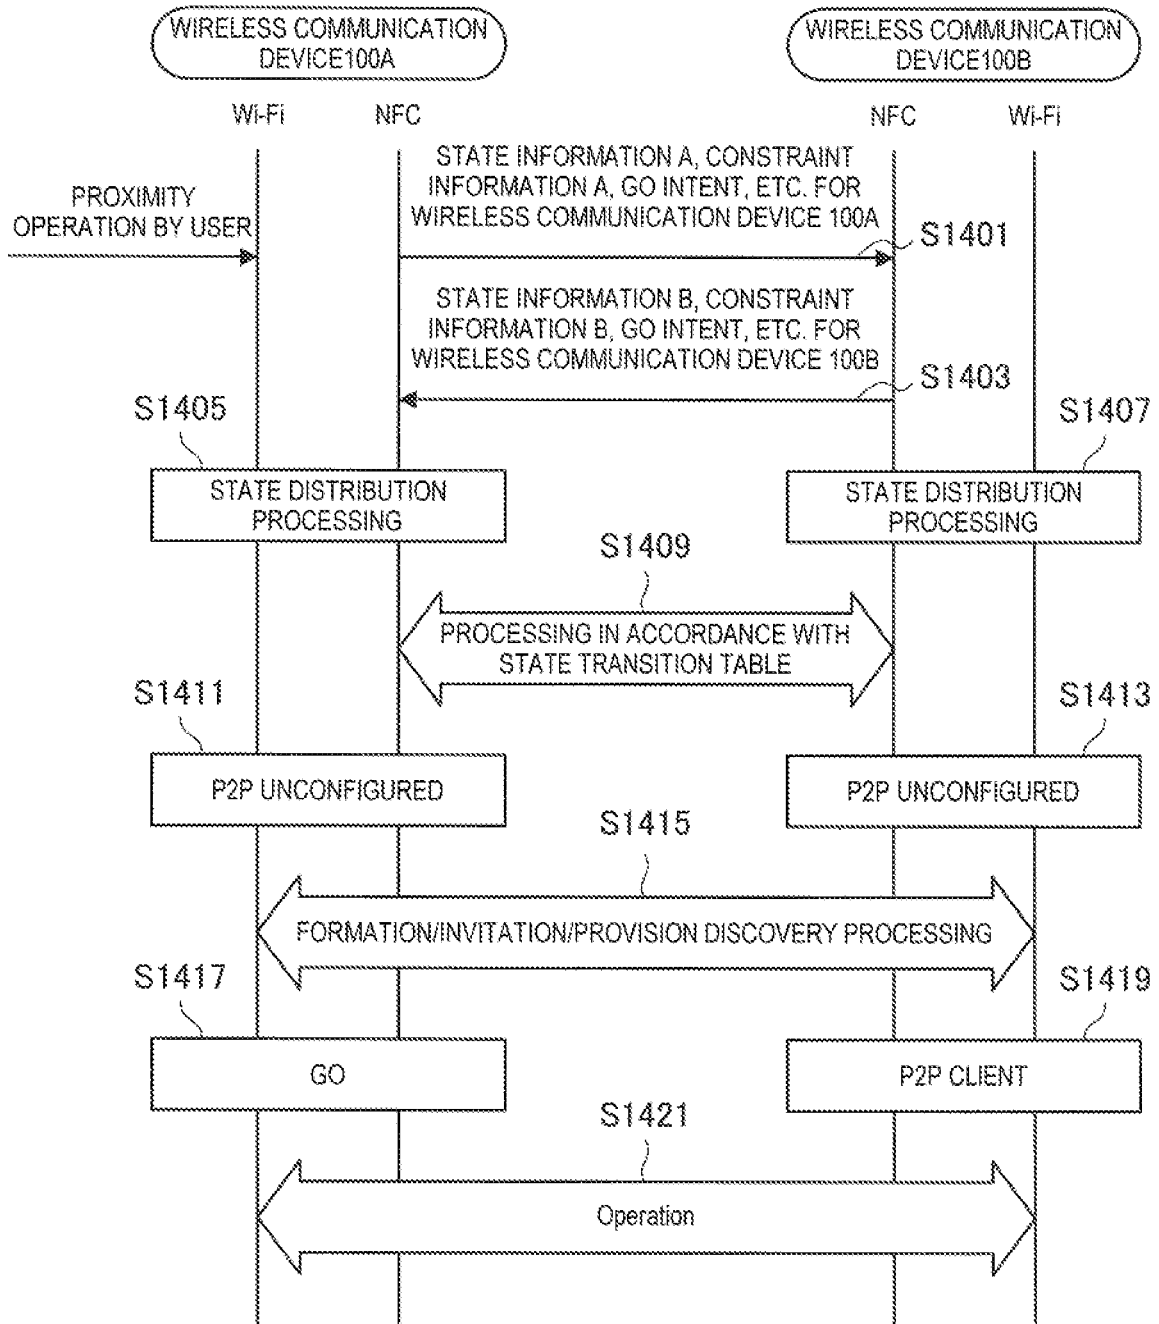 WIRELESS COMMUNICATION
DEVICE100A
WIRELESS COMMUNICATION
DEVICE100B
Wi-Fi
NFC
NFC
Wi-Fi
PROXIMITY
OPERATION BY USER
STATE INFORMATION A, CONSTRAINT
INFORMATION A, GO INTENT, ETC. FOR
WIRELESS COMMUNICATION DEVICE 100A
S1401
STATE INFORMATION B, CONSTRAINT
INFORMATION B, GO INTENT, ETC. FOR
WIRELESS COMMUNICATION DEVICE 100B
S1403
S1405
S1407
STATE DISTRIBUTION
PROCESSING
STATE DISTRIBUTION
PROCESSING
S1409
PROCESSING IN ACCORDANCE WITH
STATE TRANSITION TABLE
S1411
S1413
P2P UNCONFIGURED
P2P UNCONFIGURED
S1415
FORMATION/INVITATION/PROVISION DISCOVERY PROCESSING
S1417
S1419
GO
P2P CLIENT
S1421
Operation